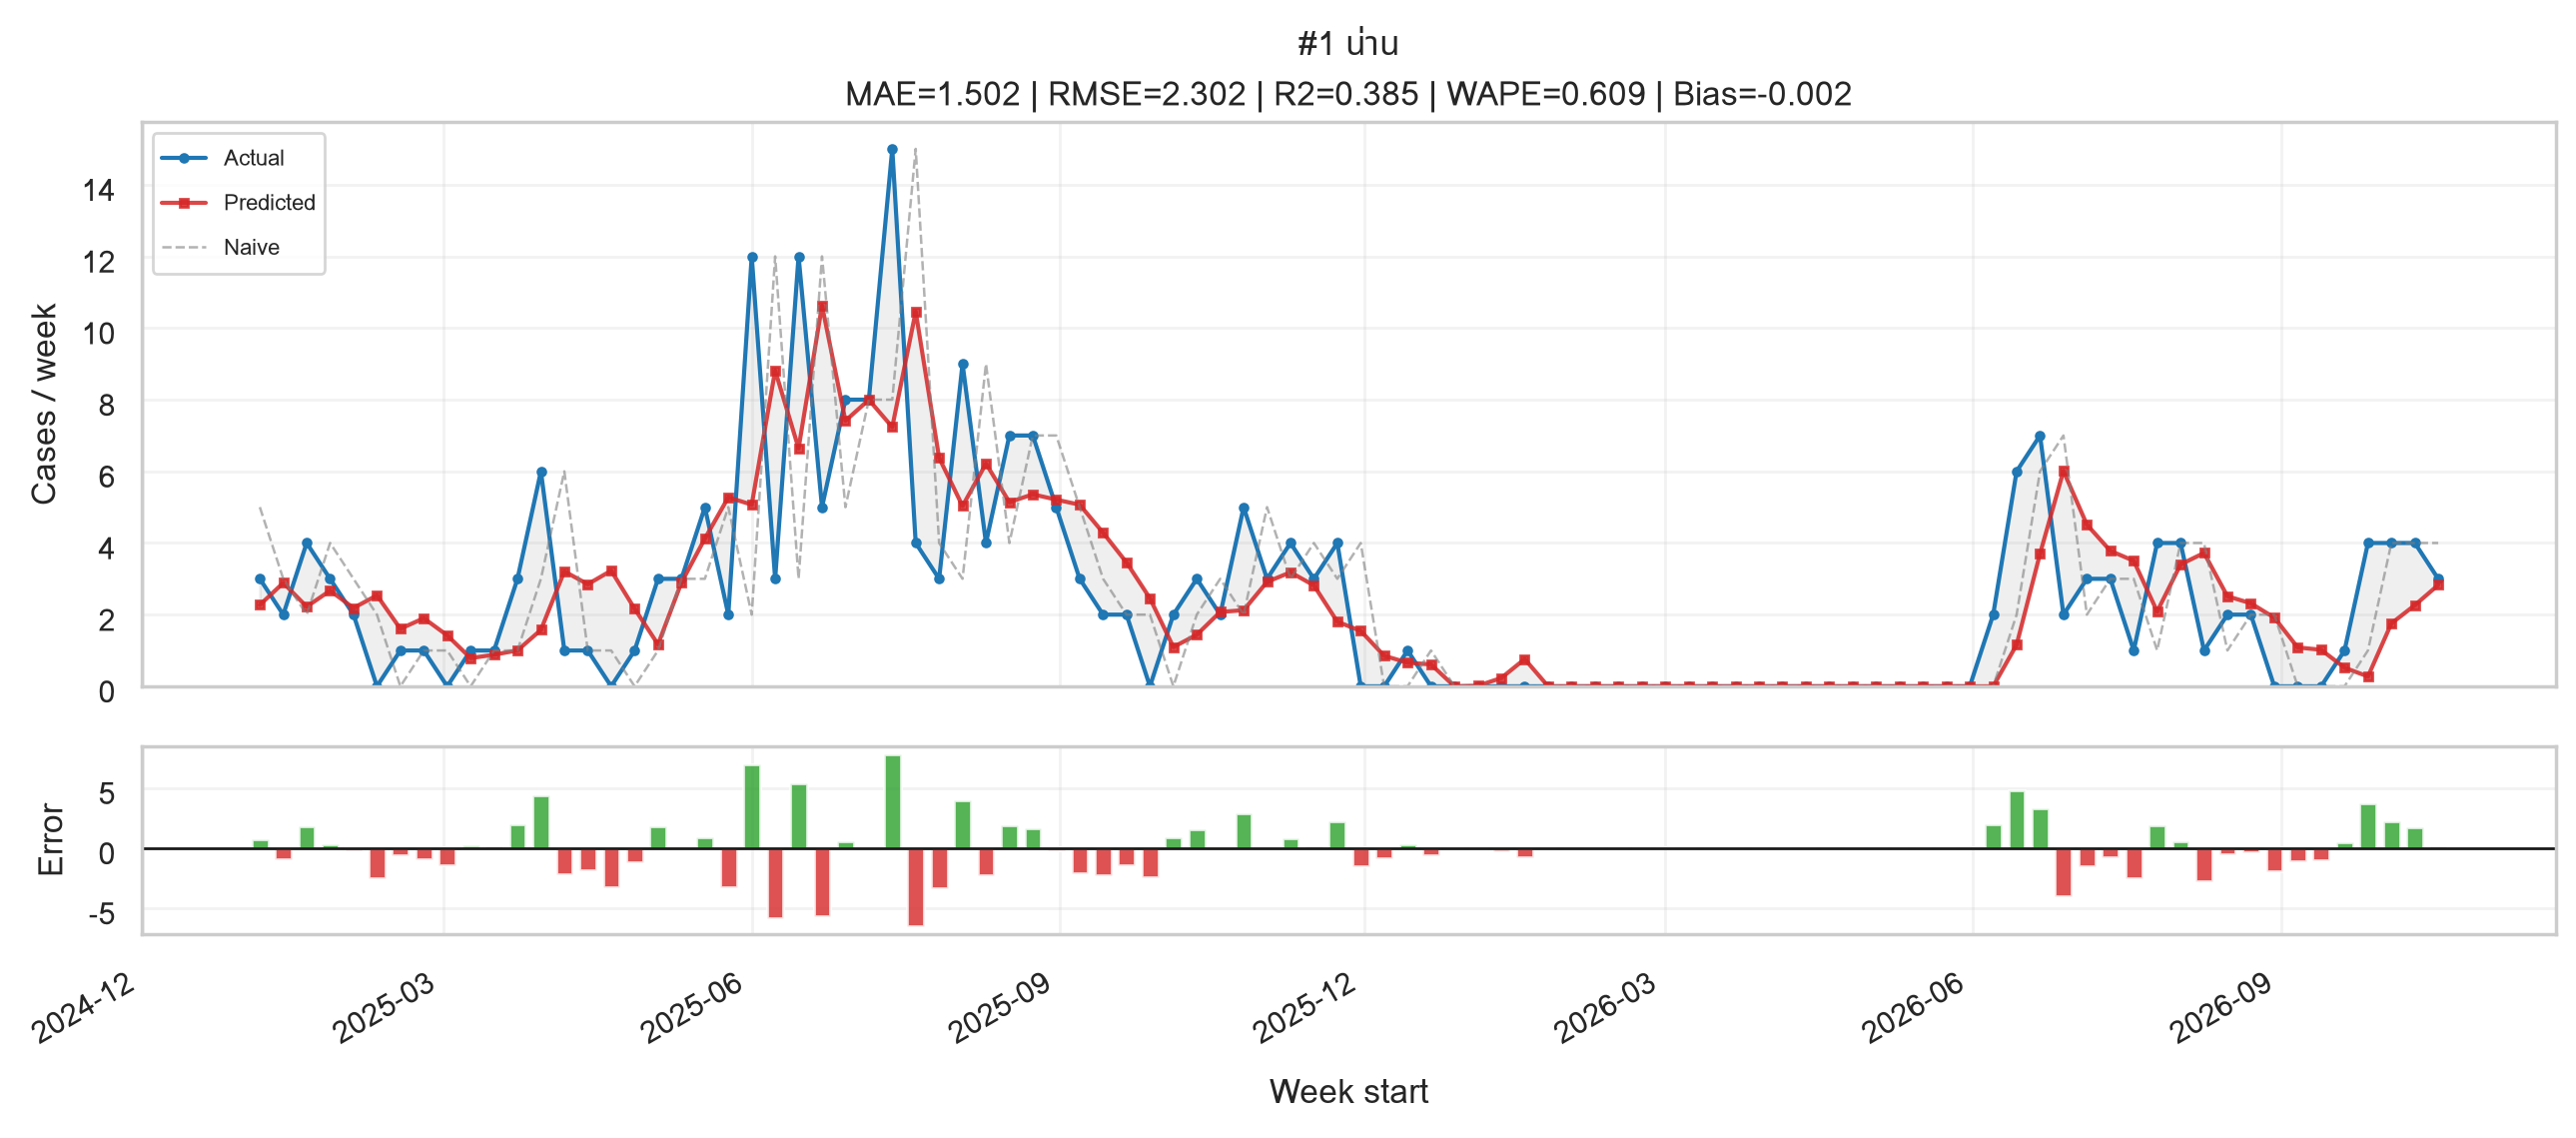 #1 น่าน
MAE=1.502 | RMSE=2.302 | R2=0.385 | WAPE=0.609 | Bias=-0.002
Actual
Predicted
Naive
Cases / week
14
12
10
8
6
4
2
0
Error
5
0
-5
2024-12
2025-03
2025-06
2025-09
2025-12
2026-03
2026-06
2026-09
Week start